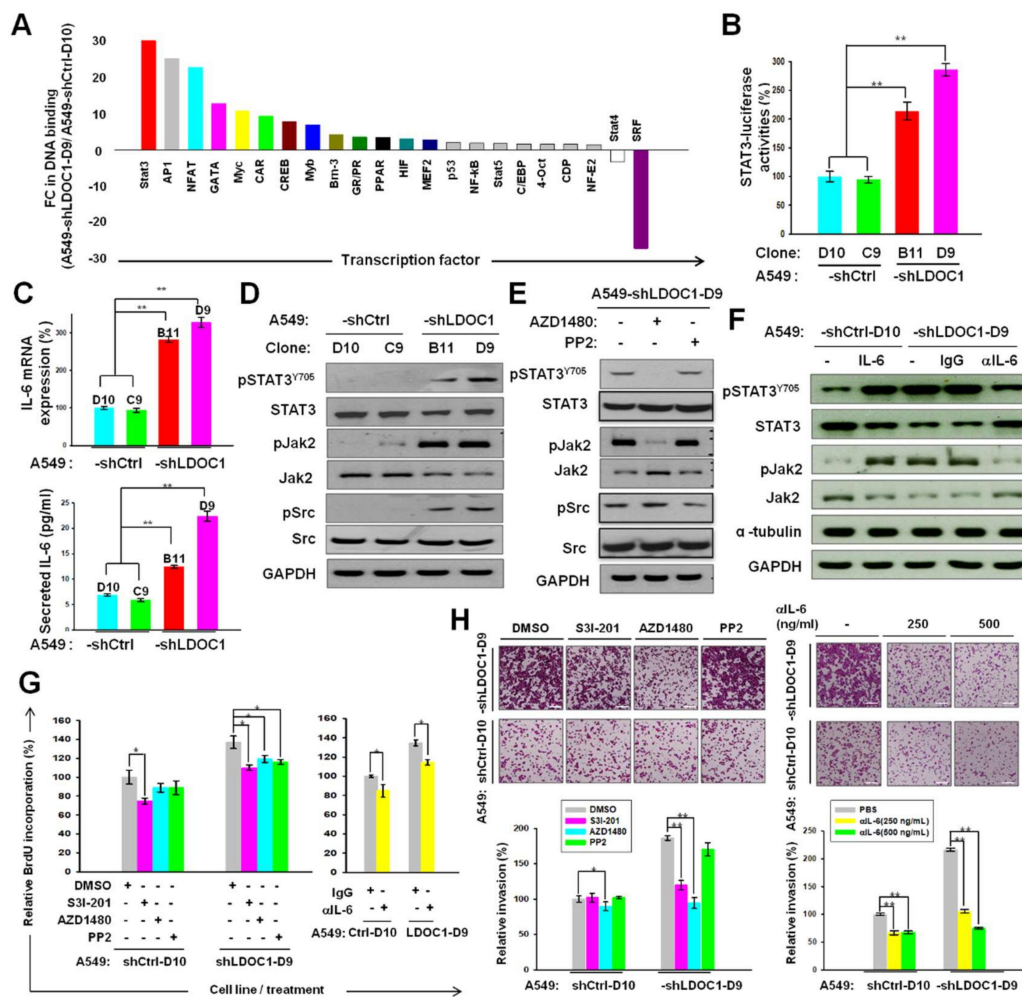 A
FC in DNA binding
(A549-shLDOC1-D9/A549-shCtrl-D10)
30
20
10
0
-10
-20
-30
Stat3
AP1
NFAT
GATA
Myc
CAR
CREB
Myb
Brn-3
GR/PR
PPAR
HIF
MEF2
p53
NF-kB
Stat5
C/EBP
4-Oct
CDP
NF-E2
Stat4
SRF
Transcription factor
B
STAT3-luciferase
activities (%)
300
250
200
150
100
50
0
**
**
Clone: D10 C9 B11 D9
A549: -shCtrl -shLDOC1
C
IL-6 mRNA
expression (%)
300
200
100
0
**
**
D10 C9 B11 D9
A549: -shCtrl -shLDOC1
Secreted IL-6 (pg/ml)
25
20
15
10
5
0
**
**
D10 C9 B11 D9
A549: -shCtrl -shLDOC1
D
A549: -shCtrl -shLDOC1
Clone: D10 C9 B11 D9
pSTAT3Y705
STAT3
pJak2
Jak2
pSrc
Src
GAPDH
E
A549-shLDOC1-D9
AZD1480: - + -
PP2: - - +
pSTAT3Y705
STAT3
pJak2
Jak2
pSrc
Src
GAPDH
F
A549: -shCtrl-D10 -shLDOC1-D9
- IL-6 - IgG αIL-6
pSTAT3Y705
STAT3
pJak2
Jak2
α-tubulin
GAPDH
G
Relative BrdU incorporation (%)
160
140
120
100
80
60
40
20
0
*
*
*
*
DMSO + - - - + - - -
S3I-201 - + - - - + - -
AZD1480 - - + - - - + -
PP2 - - - + - - - +
A549: shCtrl-D10 shLDOC1-D9
160
140
120
100
80
60
40
20
0
*
*
IgG + - + -
αIL-6 - + - +
A549: Ctrl-D10 LDOC1-D9
Cell line / treatment
H
DMSO S3I-201 AZD1480 PP2
-shLDOC1-D9
shCtrl-D10
A549:
αIL-6
(ng/ml) - 250 500
-shLDOC1-D9
shCtrl-D10
A549:
Relative invasion (%)
200
150
100
50
0
DMSO
S3I-201
AZD1480
PP2
*
**
**
A549: shCtrl-D10 -shLDOC1-D9
Relative invasion (%)
250
200
150
100
50
0
PBS
αIL-6(250 ng/mL)
αIL-6(500 ng/mL)
**
**
**
**
A549: shCtrl-D10 -shLDOC1-D9